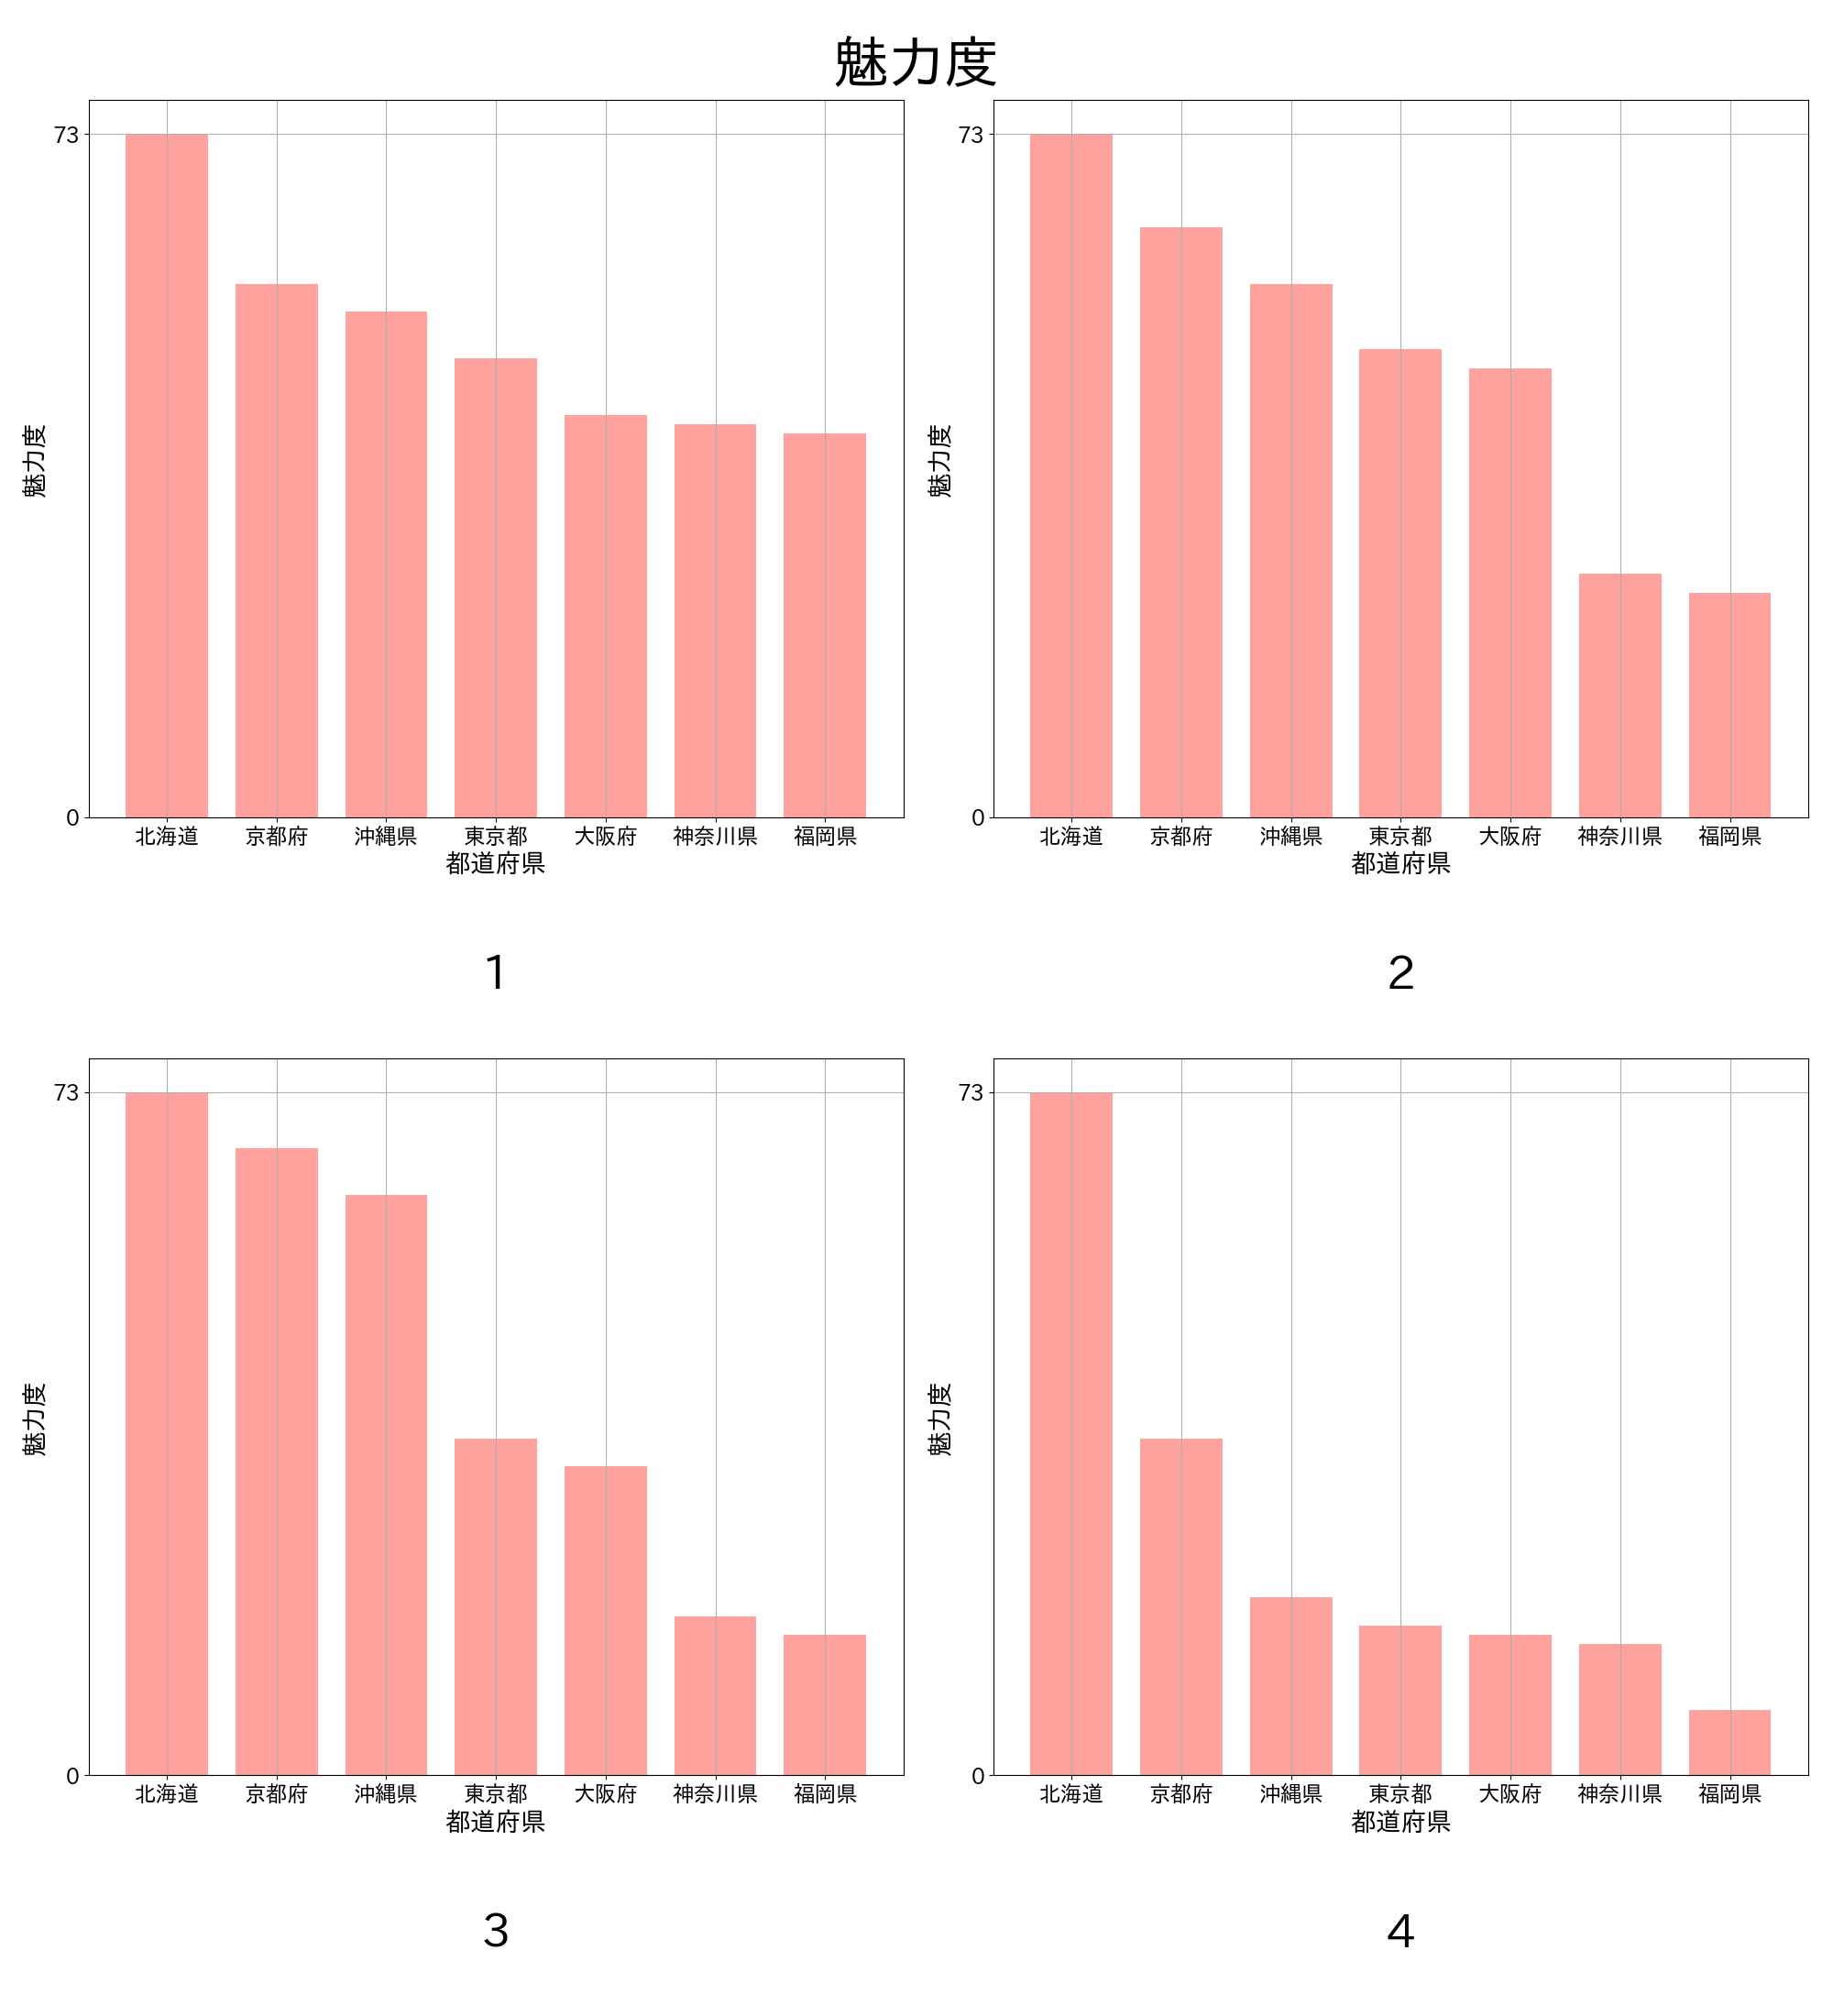 魅力度
73
0
魅力度
北海道 京都府 沖縄県 東京都 大阪府 神奈川県 福岡県
都道府県
1
73
0
魅力度
北海道 京都府 沖縄県 東京都 大阪府 神奈川県 福岡県
都道府県
2
73
0
魅力度
北海道 京都府 沖縄県 東京都 大阪府 神奈川県 福岡県
都道府県
3
73
0
魅力度
北海道 京都府 沖縄県 東京都 大阪府 神奈川県 福岡県
都道府県
4